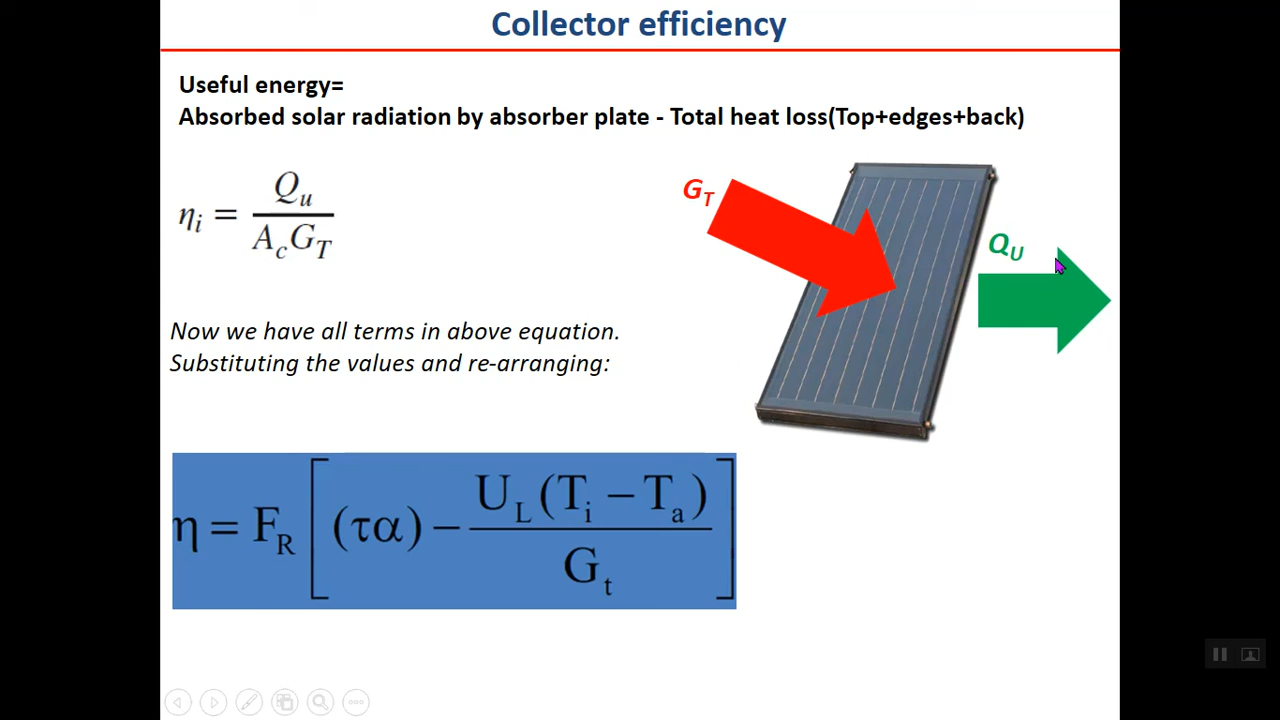 Collector efficiency
Useful energy=
Absorbed solar radiation by absorber plate - Total heat loss(Top+edges+back)
η_i = Q_u / (A_c G_T)
G_T
Q_U
Now we have all terms in above equation.
Substituting the values and re-arranging:
η = F_R [ (τα) − U_L (T_i − T_a) / G_t ]